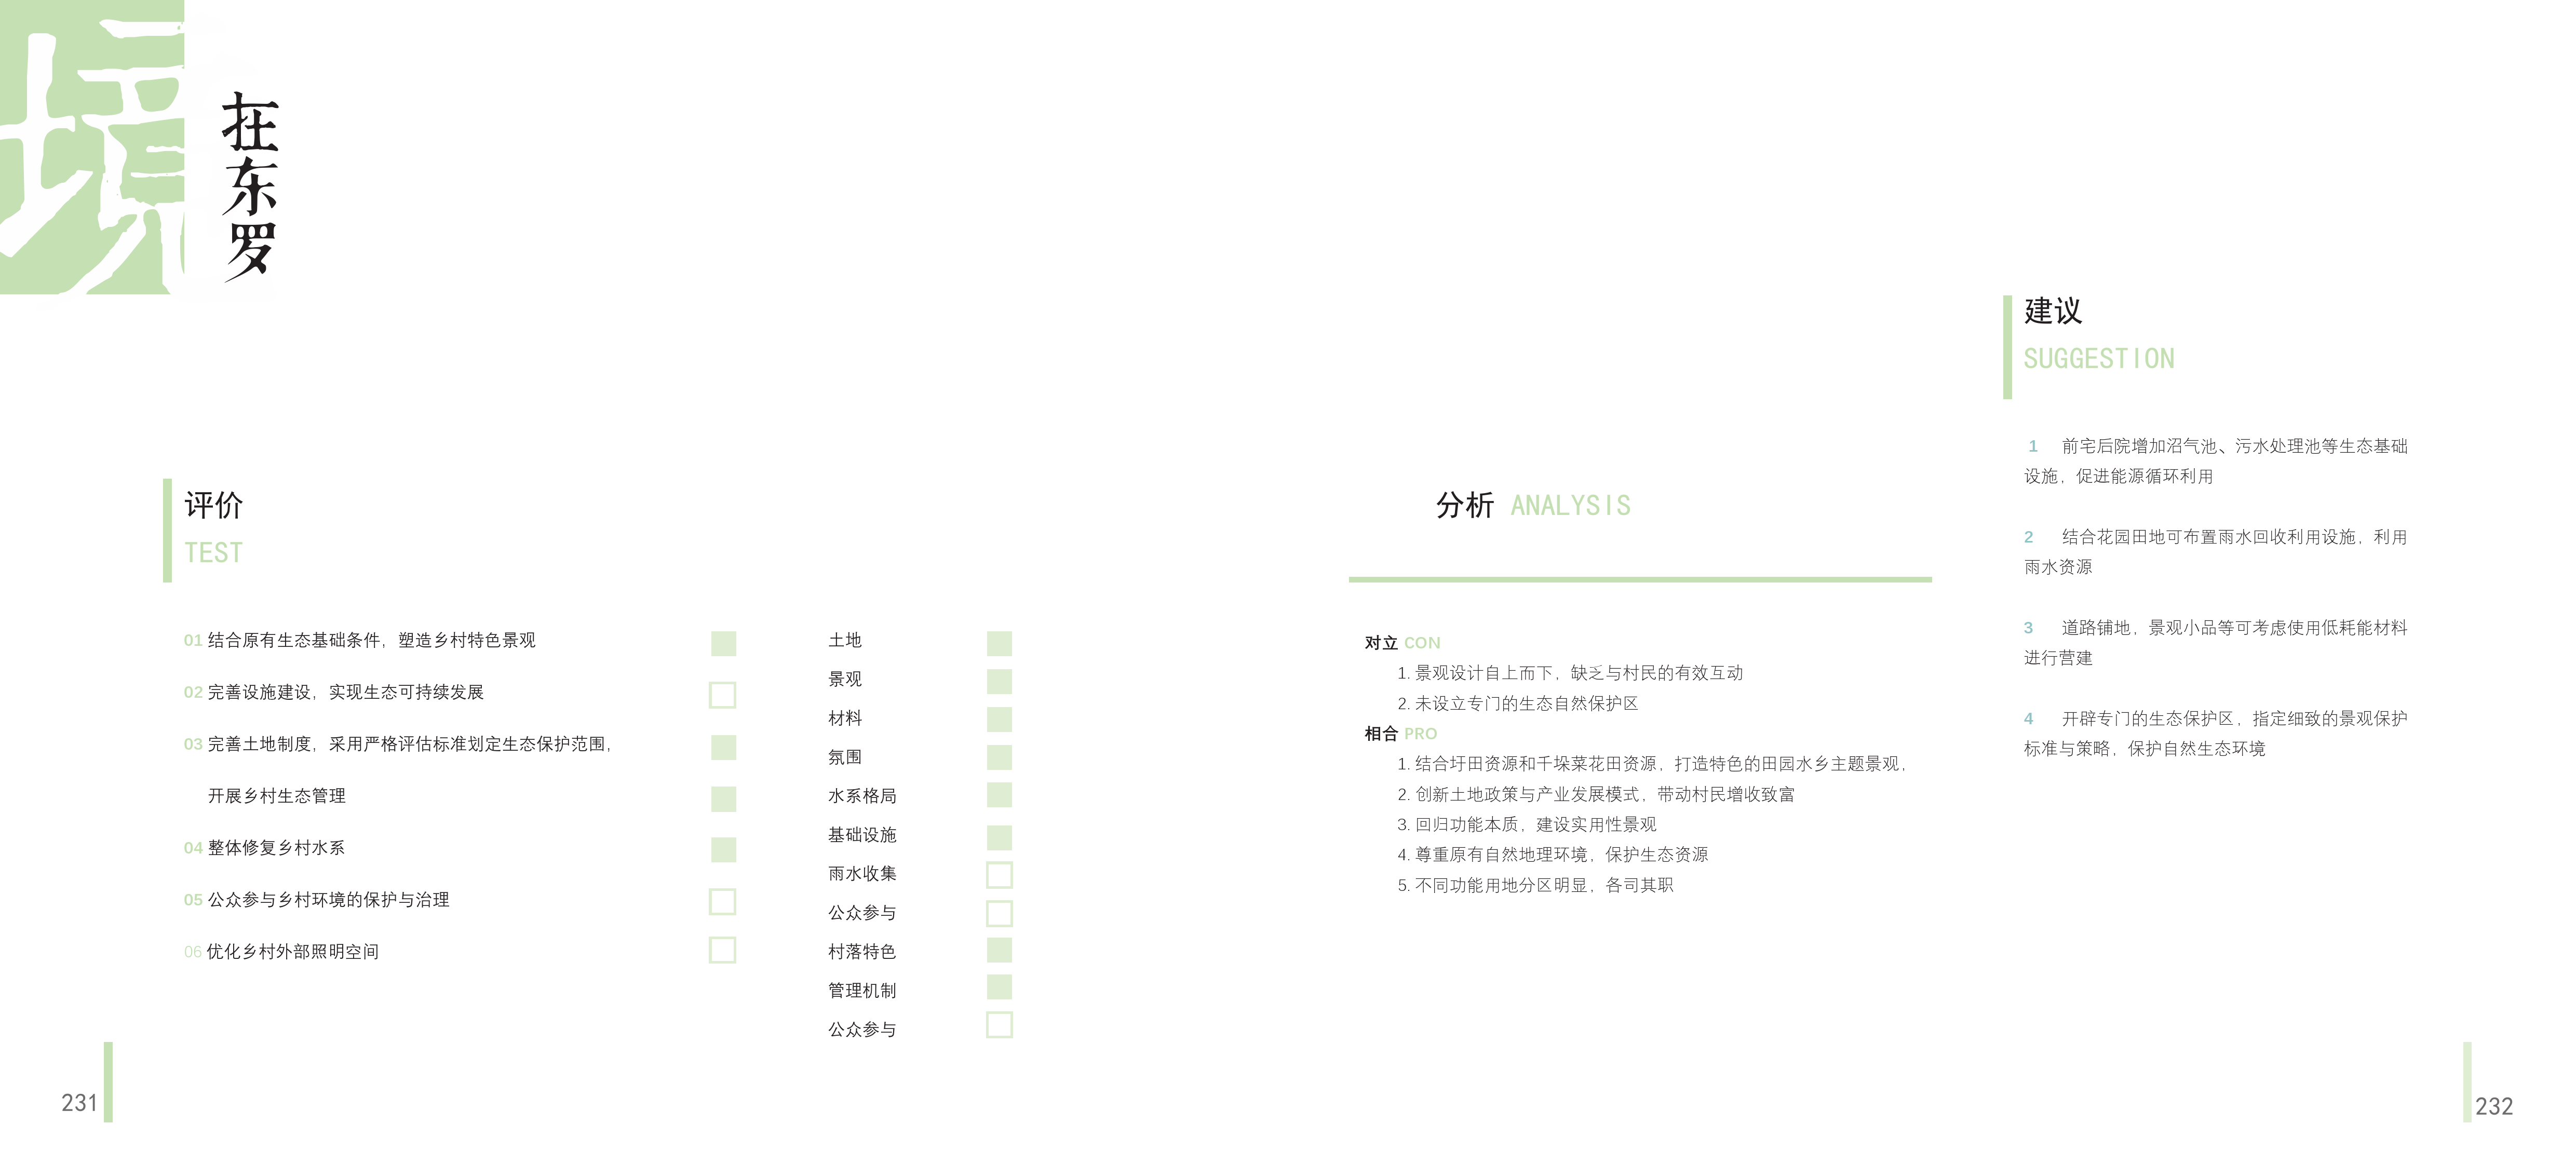 境
在东罗
评价
TEST
01 结合原有生态基础条件，塑造乡村特色景观
02 完善设施建设，实现生态可持续发展
03 完善土地制度，采用严格评估标准划定生态保护范围，
开展乡村生态管理
04 整体修复乡村水系
05 公众参与乡村环境的保护与治理
06 优化乡村外部照明空间
土地
景观
材料
氛围
水系格局
基础设施
雨水收集
公众参与
村落特色
管理机制
公众参与
231
分析 ANALYSIS
对立 CON
1. 景观设计自上而下，缺乏与村民的有效互动
2. 未设立专门的生态自然保护区
相合 PRO
1. 结合圩田资源和千垛菜花田资源，打造特色的田园水乡主题景观，
2. 创新土地政策与产业发展模式，带动村民增收致富
3. 回归功能本质，建设实用性景观
4. 尊重原有自然地理环境，保护生态资源
5. 不同功能用地分区明显，各司其职
建议
SUGGESTION
1 前宅后院增加沼气池、污水处理池等生态基础
设施，促进能源循环利用
2 结合花园田地可布置雨水回收利用设施，利用
雨水资源
3 道路铺地，景观小品等可考虑使用低耗能材料
进行营建
4 开辟专门的生态保护区，指定细致的景观保护
标准与策略，保护自然生态环境
232